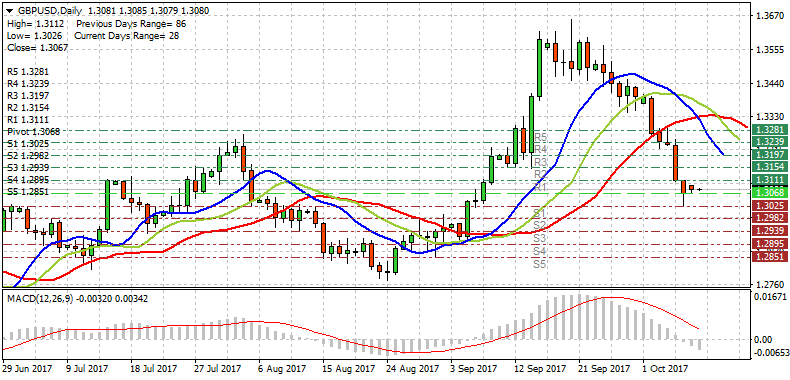 GBPUSD,Daily 1.3081 1.3085 1.3079 1.3080
High= 1.3112 Previous Days Range= 86
Low= 1.3026 Current Days Range= 28
Close= 1.3067
R5 1.3281
R4 1.3239
R3 1.3197
R2 1.3154
R1 1.3111
Pivot 1.3068
S1 1.3025
S2 1.2982
S3 1.2939
S4 1.2895
S5 1.2851
R5
R4
R3
R2
R1
S1
S2
S3
S4
S5
1.3670
1.3555
1.3440
1.3330
1.3281
1.3239
1.3197
1.3154
1.3111
1.3068
1.3025
1.2982
1.2939
1.2895
1.2851
1.2760
MACD(12,26,9) -0.00320 0.00342
0.01671
0.00
-0.00653
29 Jun 2017
9 Jul 2017
18 Jul 2017
27 Jul 2017
6 Aug 2017
15 Aug 2017
24 Aug 2017
3 Sep 2017
12 Sep 2017
21 Sep 2017
1 Oct 2017